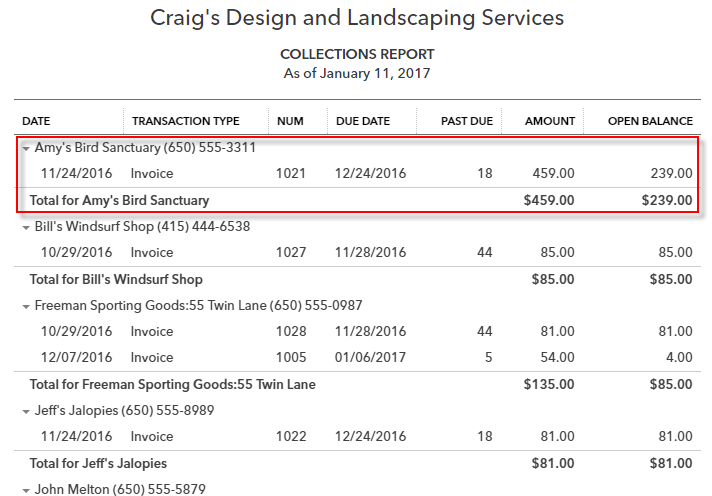 Craig's Design and Landscaping Services
COLLECTIONS REPORT
As of January 11, 2017
DATE TRANSACTION TYPE NUM DUE DATE PAST DUE AMOUNT OPEN BALANCE
Amy's Bird Sanctuary (650) 555-3311
11/24/2016 Invoice 1021 12/24/2016 18 459.00 239.00
Total for Amy's Bird Sanctuary $459.00 $239.00
Bill's Windsurf Shop (415) 444-6538
10/29/2016 Invoice 1027 11/28/2016 44 85.00 85.00
Total for Bill's Windsurf Shop $85.00 $85.00
Freeman Sporting Goods:55 Twin Lane (650) 555-0987
10/29/2016 Invoice 1028 11/28/2016 44 81.00 81.00
12/07/2016 Invoice 1005 01/06/2017 5 54.00 4.00
Total for Freeman Sporting Goods:55 Twin Lane $135.00 $85.00
Jeff's Jalopies (650) 555-8989
11/24/2016 Invoice 1022 12/24/2016 18 81.00 81.00
Total for Jeff's Jalopies $81.00 $81.00
John Melton (650) 555-5879